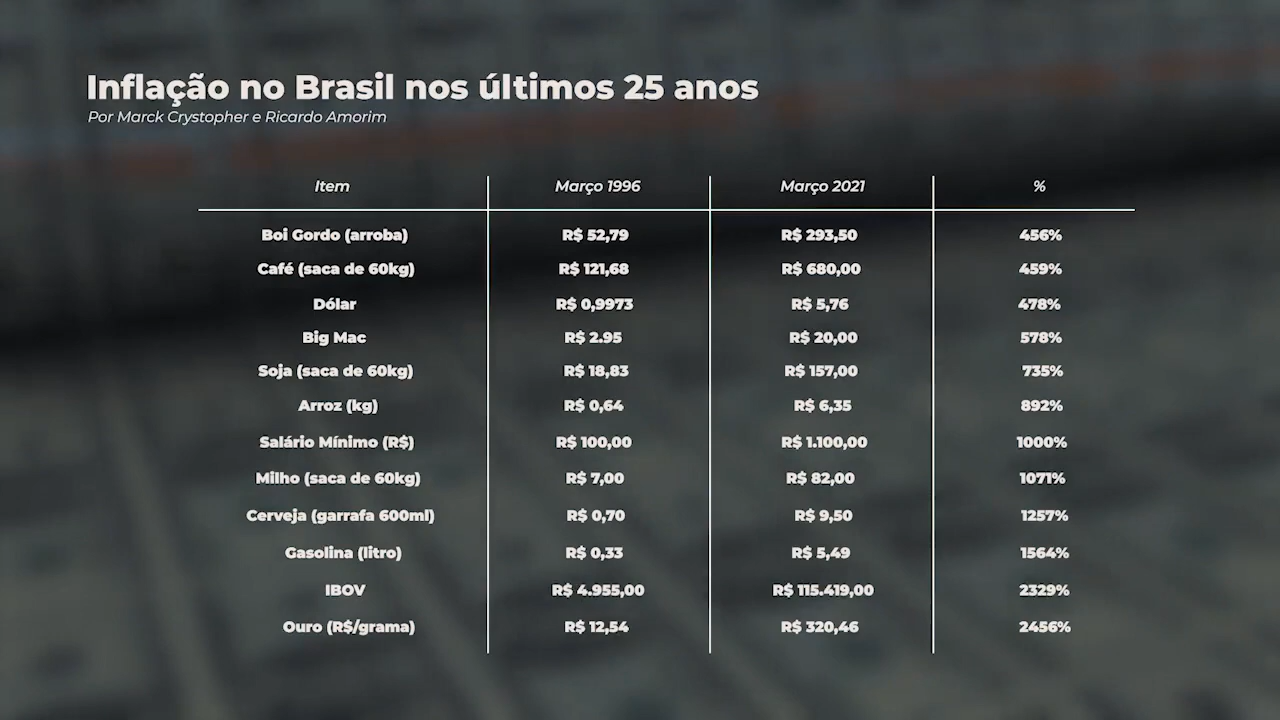 Inflação no Brasil nos últimos 25 anos
Por Marck Crystopher e Ricardo Amorim
Item Março 1996 Março 2021 %
Boi Gordo (arroba) R$ 52,79 R$ 293,50 456%
Café (saca de 60kg) R$ 121,68 R$ 680,00 459%
Dólar R$ 0,9973 R$ 5,76 478%
Big Mac R$ 2.95 R$ 20,00 578%
Soja (saca de 60kg) R$ 18,83 R$ 157,00 735%
Arroz (kg) R$ 0,64 R$ 6,35 892%
Salário Mínimo (R$) R$ 100,00 R$ 1.100,00 1000%
Milho (saca de 60kg) R$ 7,00 R$ 82,00 1071%
Cerveja (garrafa 600ml) R$ 0,70 R$ 9,50 1257%
Gasolina (litro) R$ 0,33 R$ 5,49 1564%
IBOV R$ 4.955,00 R$ 115.419,00 2329%
Ouro (R$/grama) R$ 12,54 R$ 320,46 2456%